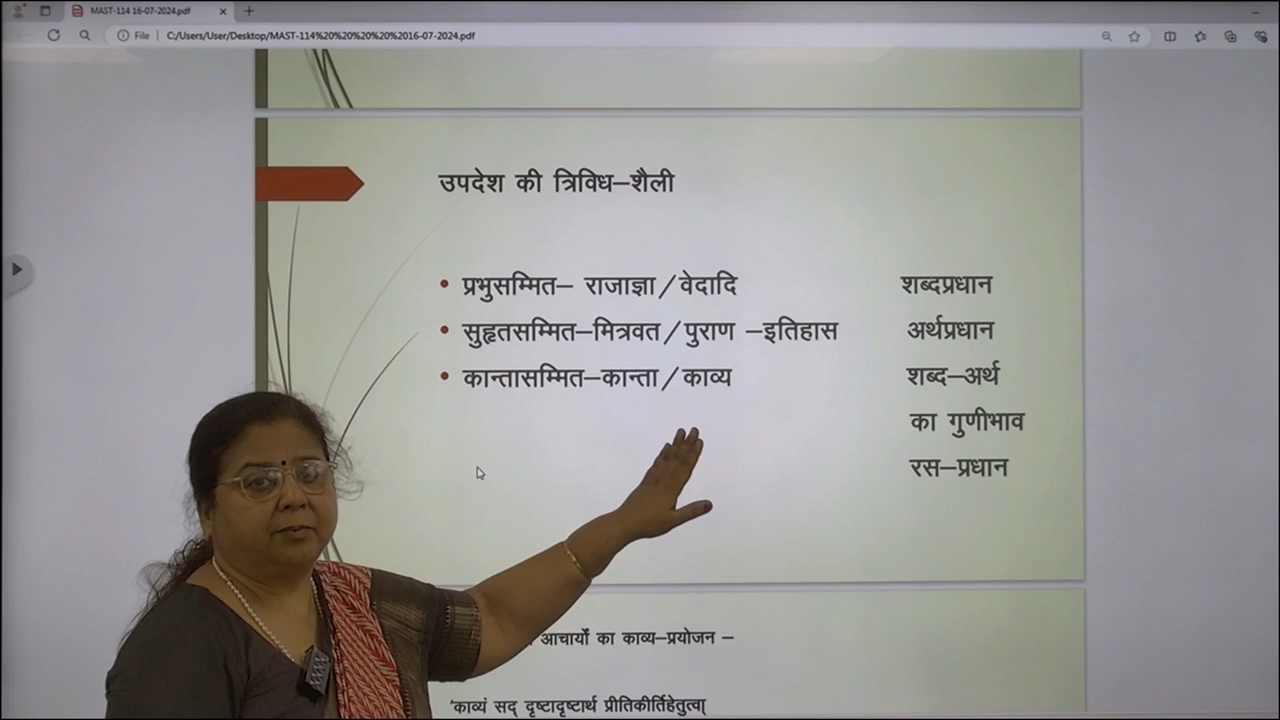 MAST-114 16-07-2024.pdf
File
C:/Users/User/Desktop/MAST-114%20%20%20%20%2016-07-2024.pdf
उपदेश की त्रिविध–शैली
• प्रभुसम्मित– राजाज्ञा/वेदादि शब्दप्रधान
• सुहृतसम्मित–मित्रवत/पुराण –इतिहास अर्थप्रधान
• कान्तासम्मित–कान्ता/काव्य शब्द–अर्थ
का गुणीभाव
रस–प्रधान
आचार्यों का काव्य–प्रयोजन –
'काव्यं सद् दृष्टादृष्टार्थ प्रीतिकीर्तिहेतुत्वा्